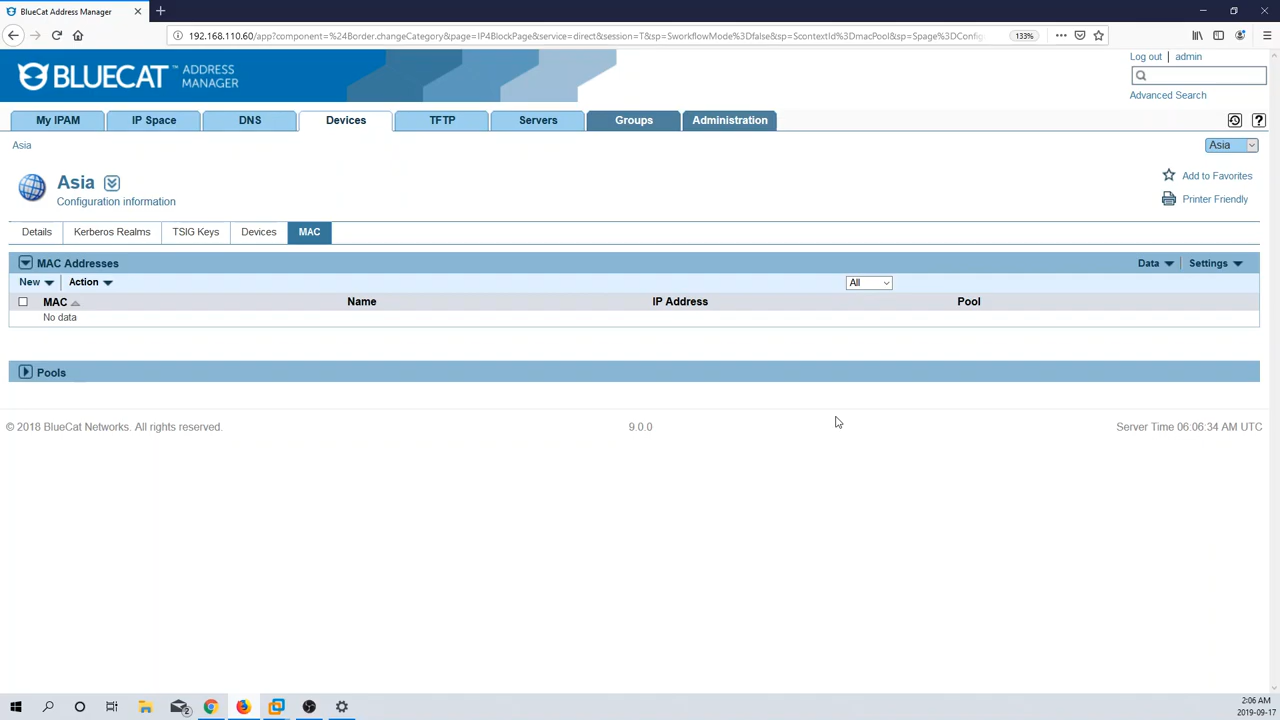 BlueCat Address Manager
192.168.110.60/app?component=%24Border.changeCategory&page=IP4BlockPage&service=direct&session=T&sp=SworkflowMode%3Dfalse&sp=ScontextId%3DmacPool&sp=Spage%3DConfig
133%
Log out | admin
BLUECAT™ ADDRESS MANAGER
Advanced Search
My IPAM IP Space DNS Devices TFTP Servers Groups Administration
Asia Asia
Asia
Configuration information
Add to Favorites
Printer Friendly
Details Kerberos Realms TSIG Keys Devices MAC
MAC Addresses Data Settings
New Action All
MAC Name IP Address Pool
No data
Pools
© 2018 BlueCat Networks. All rights reserved. 9.0.0 Server Time 06:06:34 AM UTC
2
2:06 AM
2019-09-17